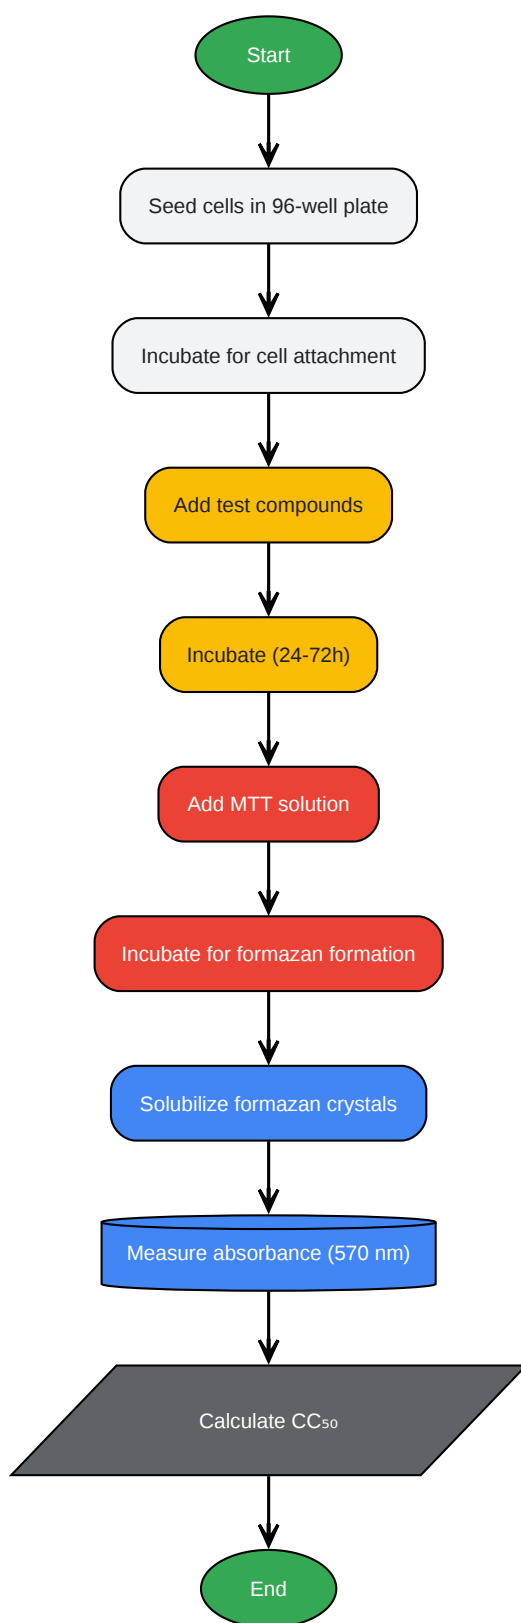 Start
Seed cells in 96-well plate
Incubate for cell attachment
Add test compounds
Incubate (24-72h)
Add MTT solution
Incubate for formazan formation
Solubilize formazan crystals
Measure absorbance (570 nm)
Calculate CC₅₀
End